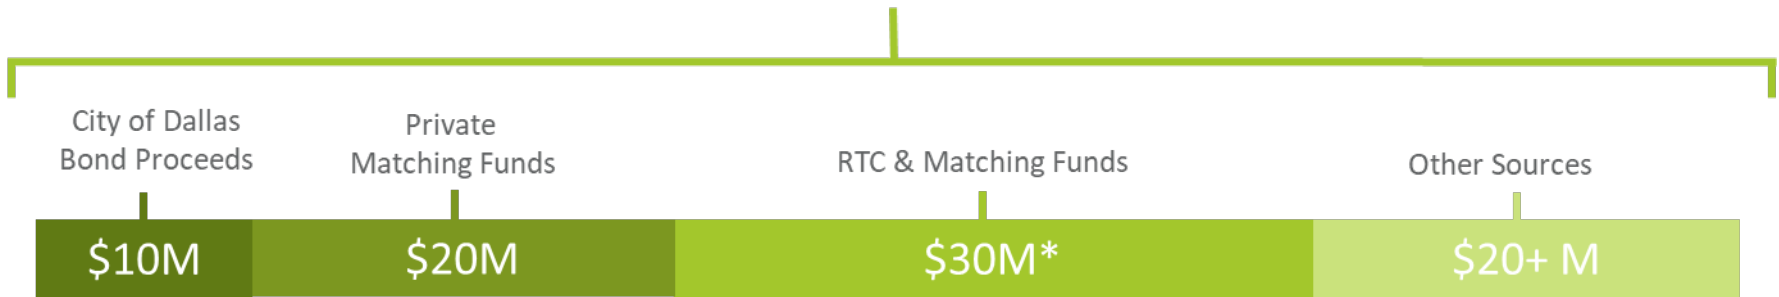 City of Dallas
Bond Proceeds
Private
Matching Funds
RTC & Matching Funds
Other Sources
$10M
$20M
$30M*
$20+ M